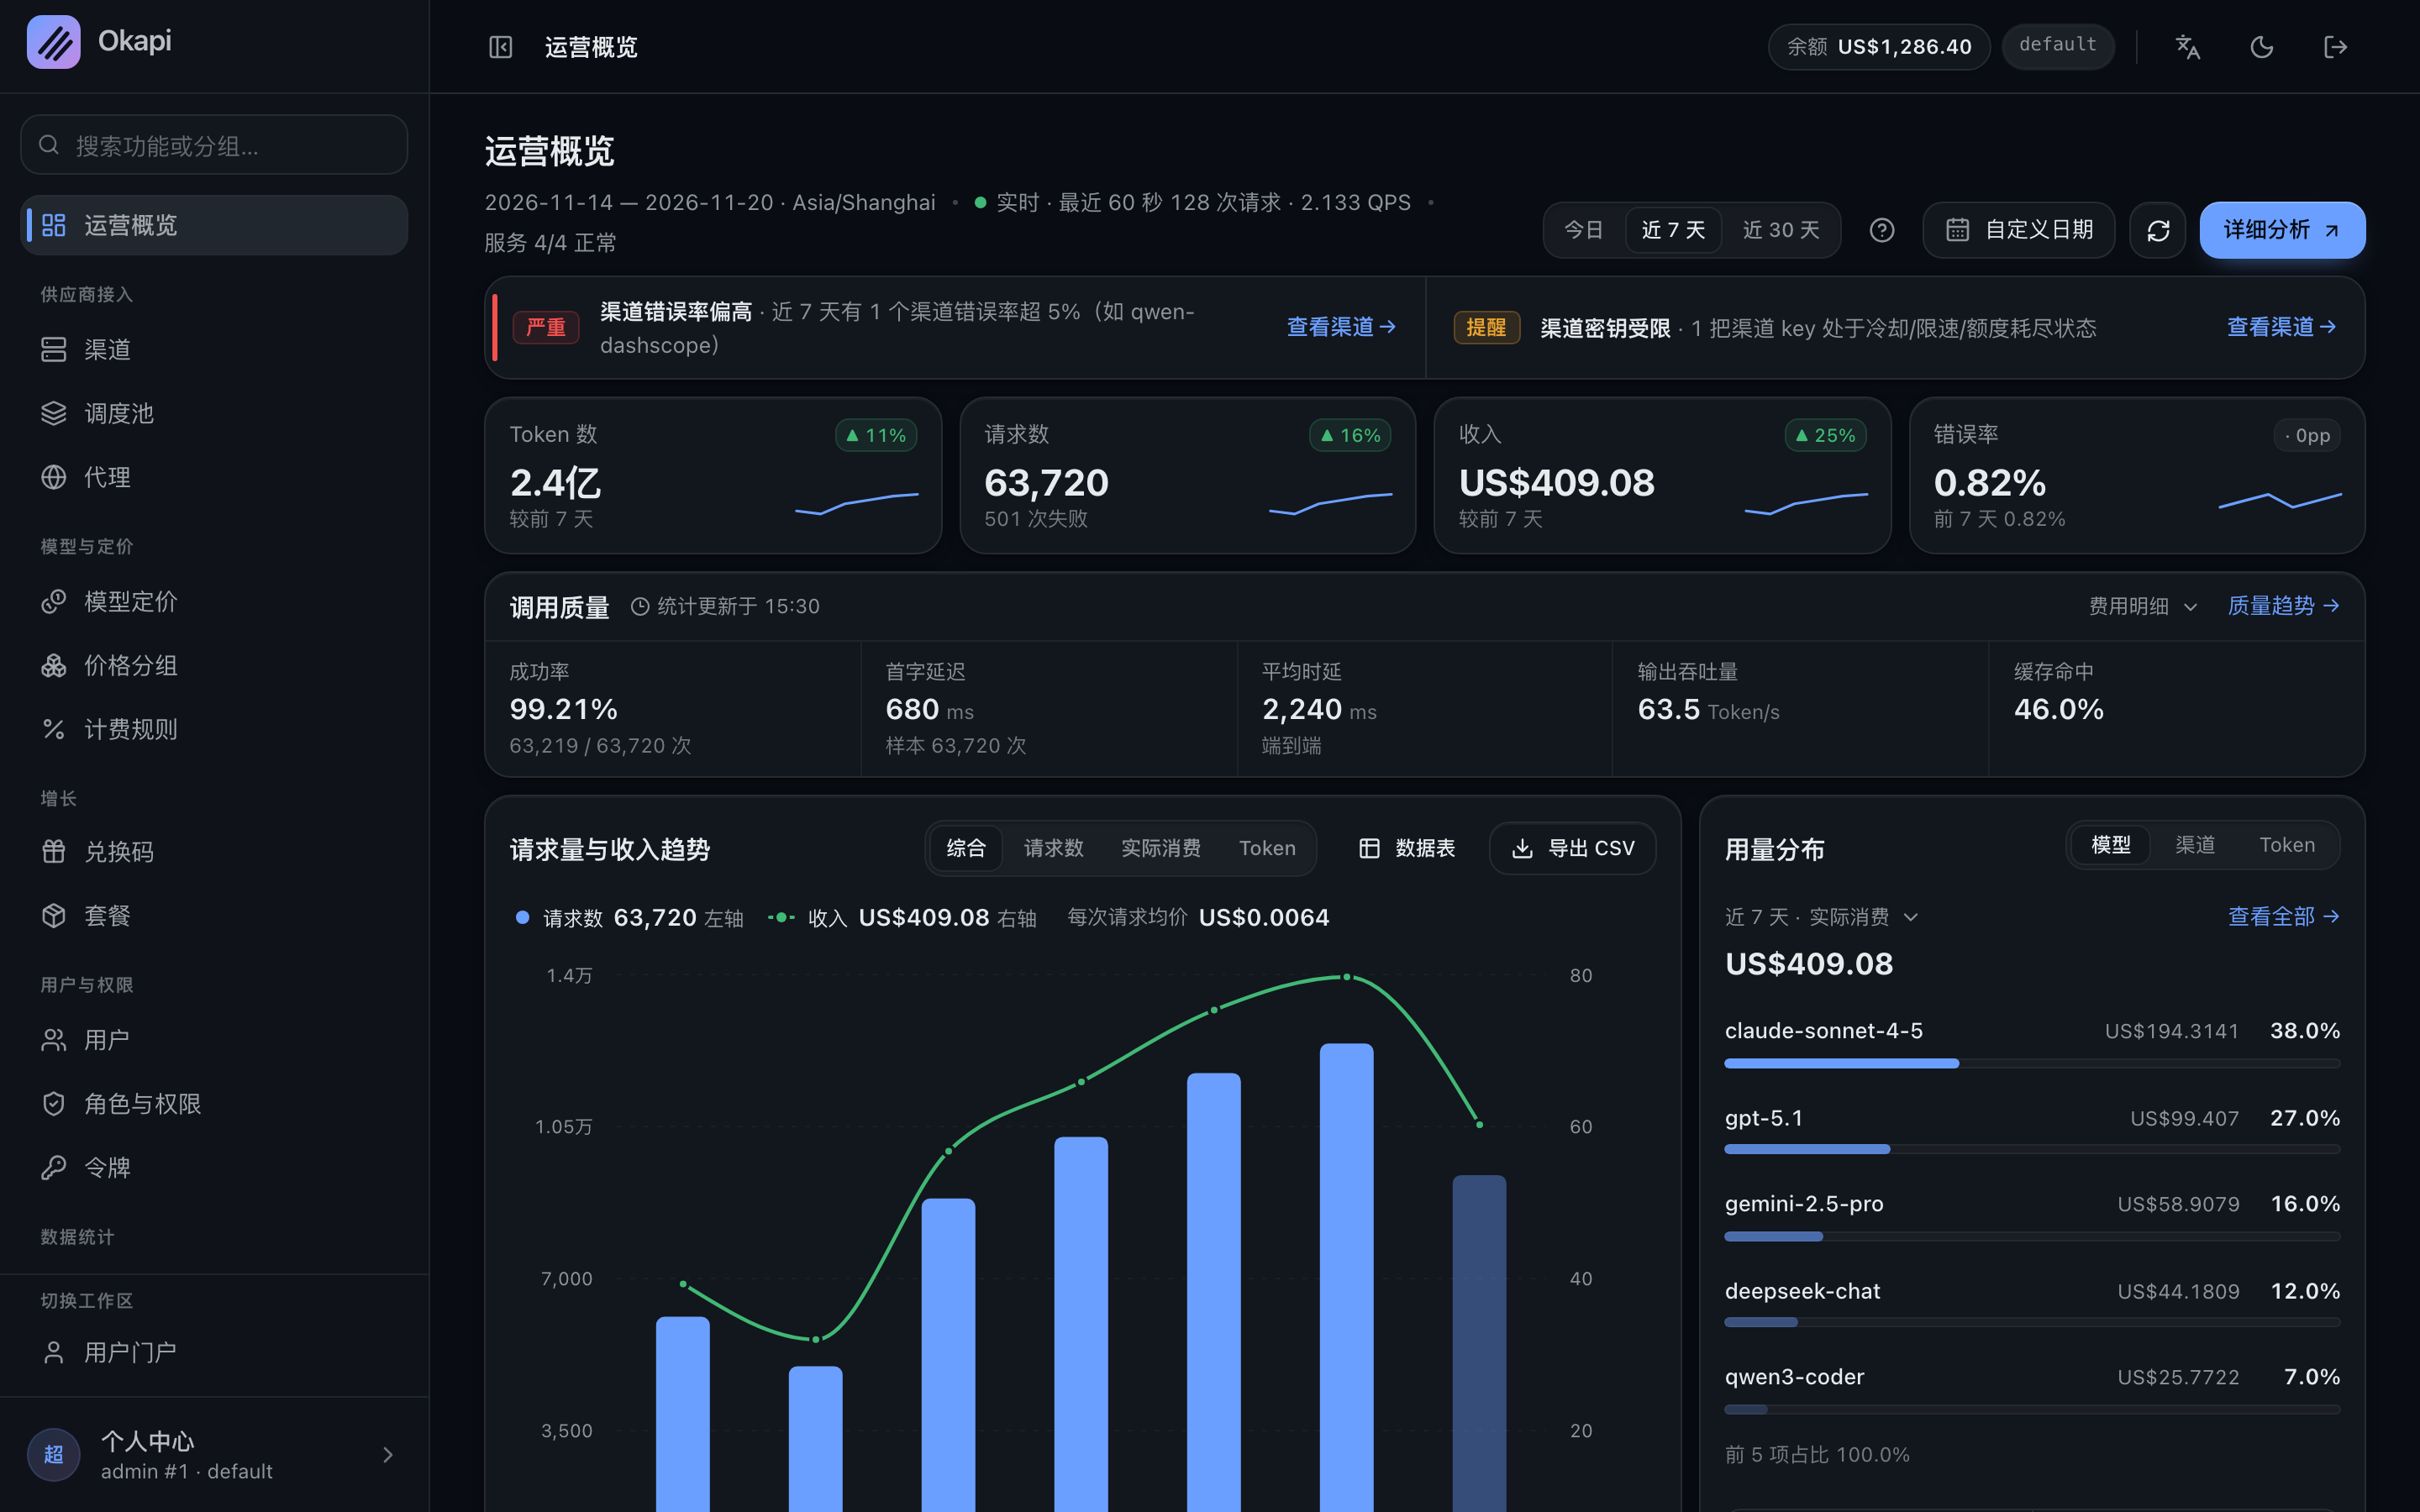 Okapi
搜索功能或分组...
运营概览
供应商接入
渠道
调度池
代理
模型与定价
模型定价
价格分组
计费规则
增长
兑换码
套餐
用户与权限
用户
角色与权限
令牌
数据统计
切换工作区
用户门户
超
个人中心
admin #1 · default
运营概览
余额 US$1,286.40
default
运营概览
2026-11-14 — 2026-11-20 · Asia/Shanghai • 实时 · 最近 60 秒 128 次请求 · 2.133 QPS •
服务 4/4 正常
今日 近 7 天 近 30 天
自定义日期
详细分析
严重
渠道错误率偏高 · 近 7 天有 1 个渠道错误率超 5%（如 qwen-
dashscope）
查看渠道
提醒
渠道密钥受限 · 1 把渠道 key 处于冷却/限速/额度耗尽状态
查看渠道
Token 数 ▲ 11%
2.4亿
较前 7 天
请求数 ▲ 16%
63,720
501 次失败
收入 ▲ 25%
US$409.08
较前 7 天
错误率 · 0pp
0.82%
前 7 天 0.82%
调用质量 统计更新于 15:30
费用明细 质量趋势
成功率
99.21%
63,219 / 63,720 次
首字延迟
680 ms
样本 63,720 次
平均时延
2,240 ms
端到端
输出吞吐量
63.5 Token/s
缓存命中
46.0%
请求量与收入趋势
综合 请求数 实际消费 Token
数据表
导出 CSV
请求数 63,720 左轴 收入 US$409.08 右轴 每次请求均价 US$0.0064
1.4万 80
1.05万 60
7,000 40
3,500 20
用量分布
模型 渠道 Token
近 7 天 · 实际消费
查看全部
US$409.08
claude-sonnet-4-5 US$194.3141 38.0%
gpt-5.1 US$99.407 27.0%
gemini-2.5-pro US$58.9079 16.0%
deepseek-chat US$44.1809 12.0%
qwen3-coder US$25.7722 7.0%
前 5 项占比 100.0%